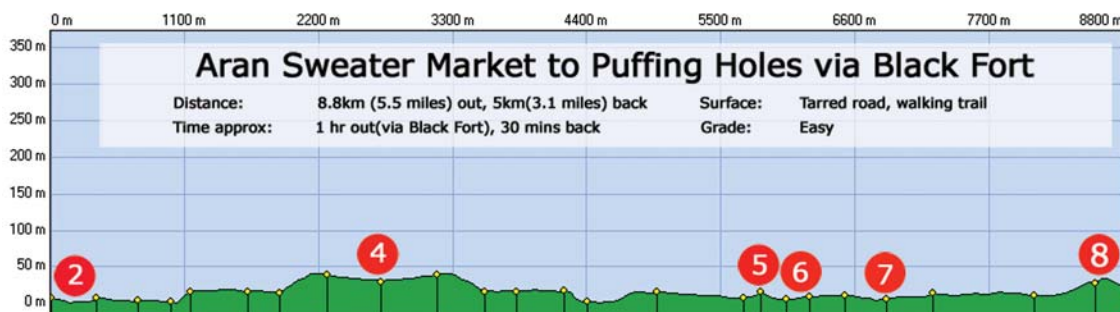 0 m 1100 m 2200 m 3300 m 4400 m 5500 m 6600 m 7700 m 8800 m
350 m
Aran Sweater Market to Puffing Holes via Black Fort
300 m
Distance: 8.8km (5.5 miles) out, 5km(3.1 miles) back Surface: Tarred road, walking trail
250 m
Time approx: 1 hr out(via Black Fort), 30 mins back Grade: Easy
200 m
150 m
100 m
50 m
2 4 5 6 7 8
0 m